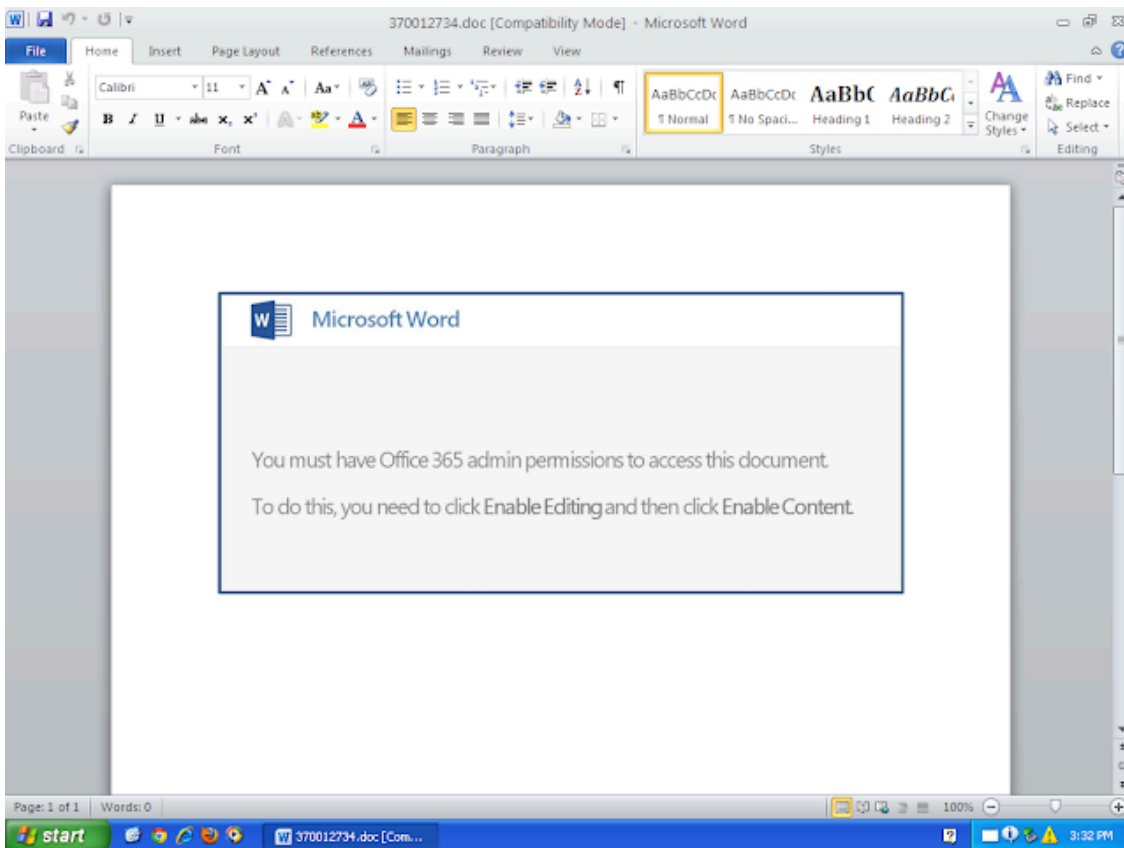 370012734.doc [Compatibility Mode] - Microsoft Word
File Home Insert Page Layout References Mailings Review View
Calibri 11 A A Aa AaBbCcDc AaBbCcDc AaBbC AaBbC Find
Paste B I U abe x, x² A ¶ Normal ¶ No Spaci... Heading 1 Heading 2 Change Styles Replace
Select
Clipboard Font Paragraph Styles Editing
Microsoft Word
You must have Office 365 admin permissions to access this document.
To do this, you need to click Enable Editing and then click Enable Content.
Page: 1 of 1 Words: 0 100%
start 370012734.doc [Com... 3:32 PM